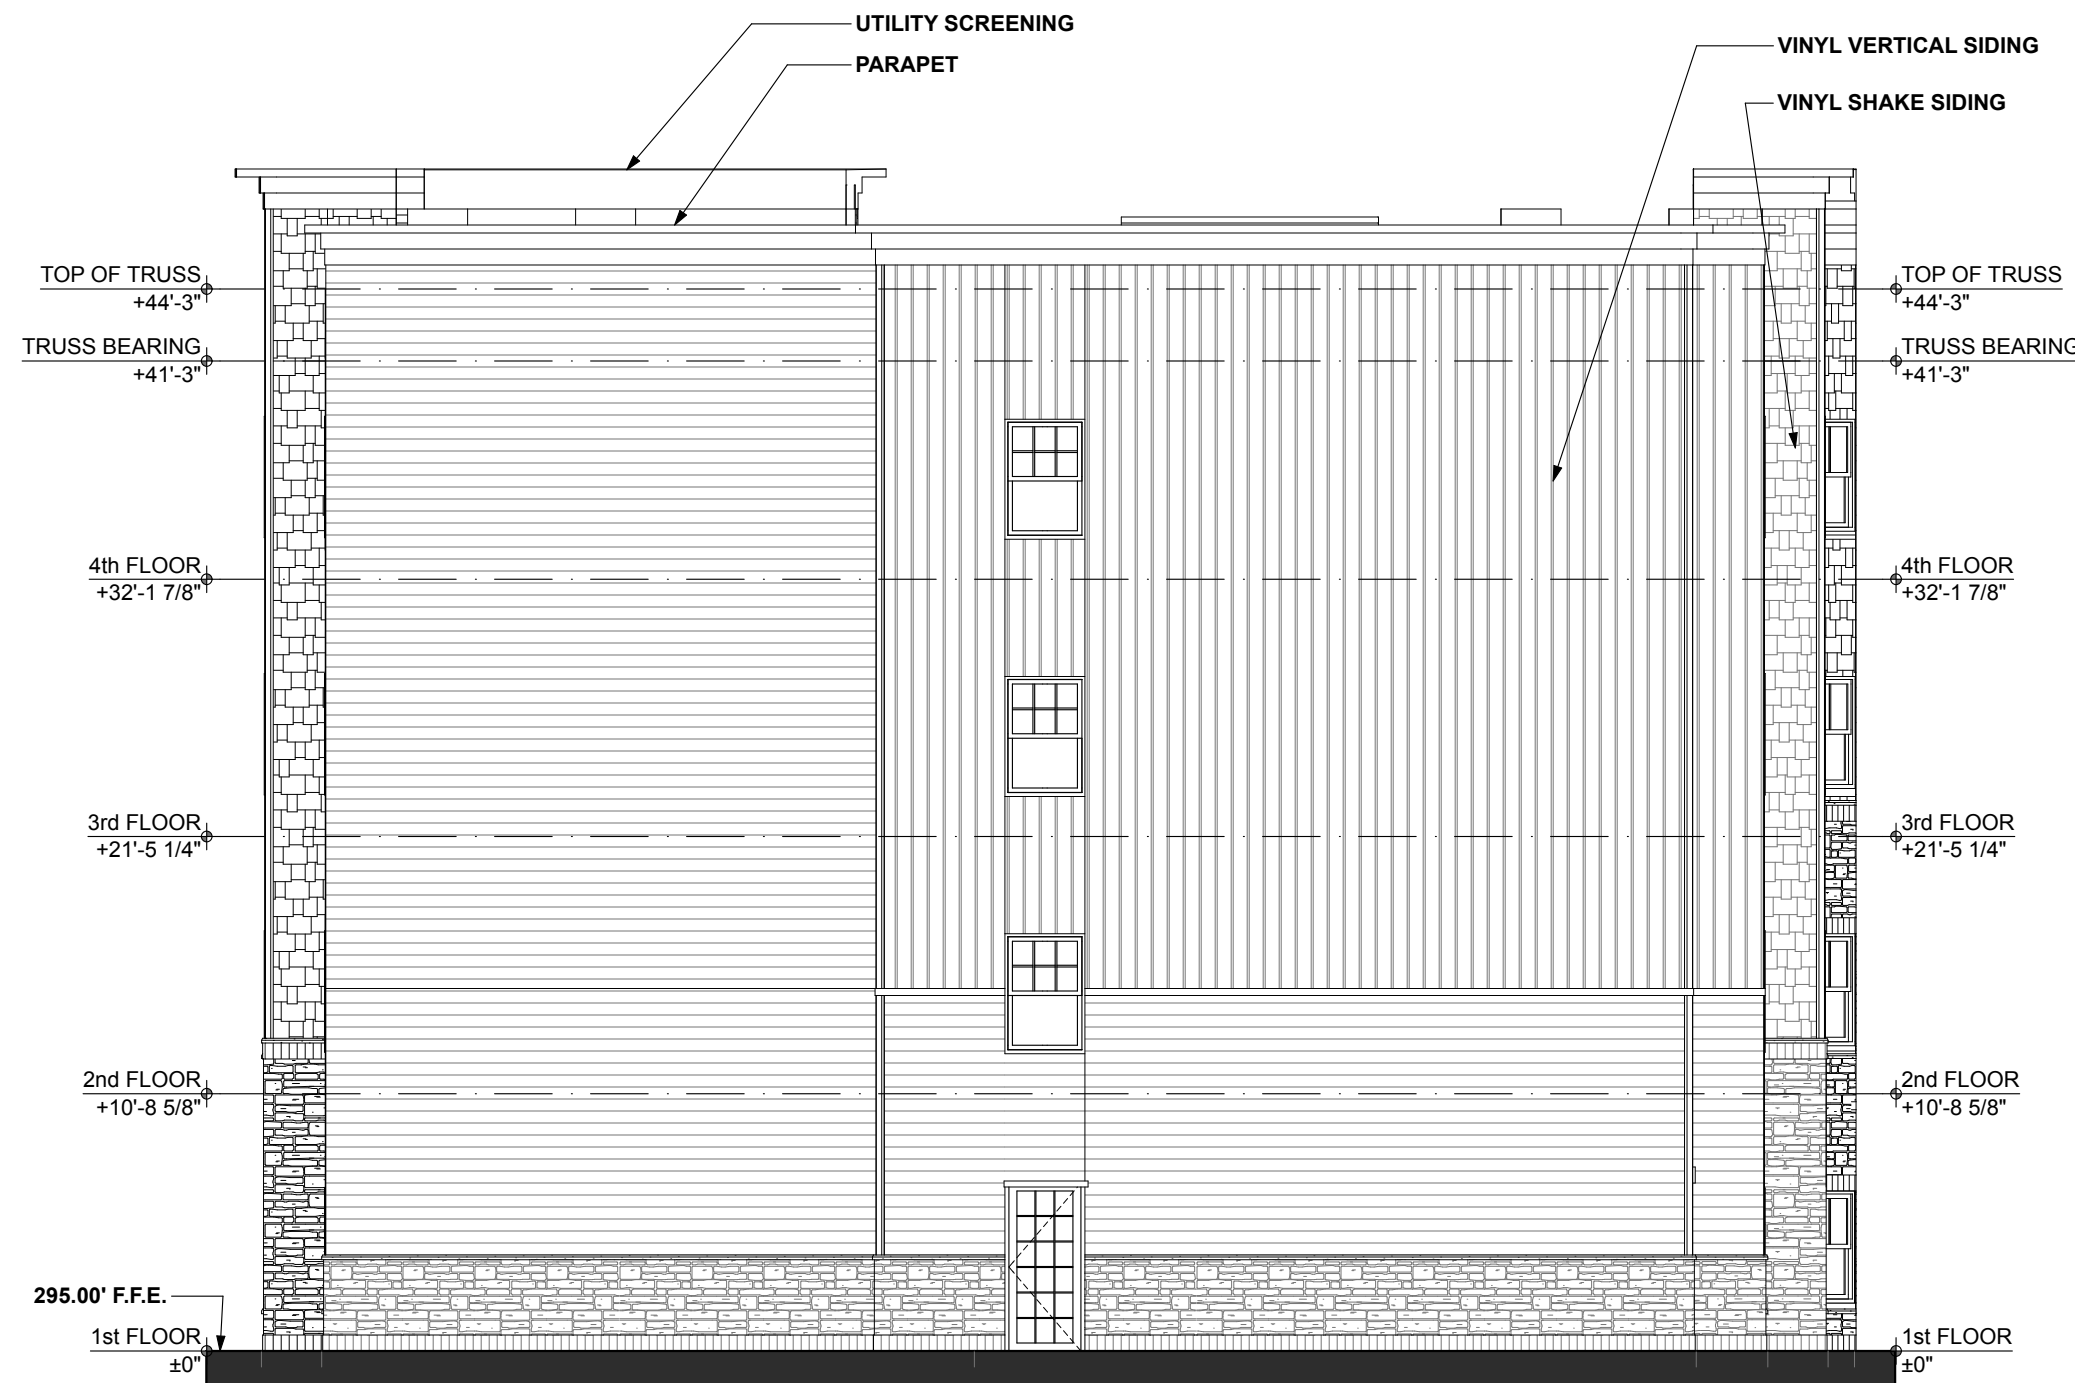 UTILITY SCREENING
PARAPET
VINYL VERTICAL SIDING
VINYL SHAKE SIDING
TOP OF TRUSS
+44'-3"
TRUSS BEARING
+41'-3"
4th FLOOR
+32'-1 7/8"
3rd FLOOR
+21'-5 1/4"
2nd FLOOR
+10'-8 5/8"
295.00' F.F.E.
1st FLOOR
±0"
TOP OF TRUSS
+44'-3"
TRUSS BEARING
+41'-3"
4th FLOOR
+32'-1 7/8"
3rd FLOOR
+21'-5 1/4"
2nd FLOOR
+10'-8 5/8"
1st FLOOR
±0"